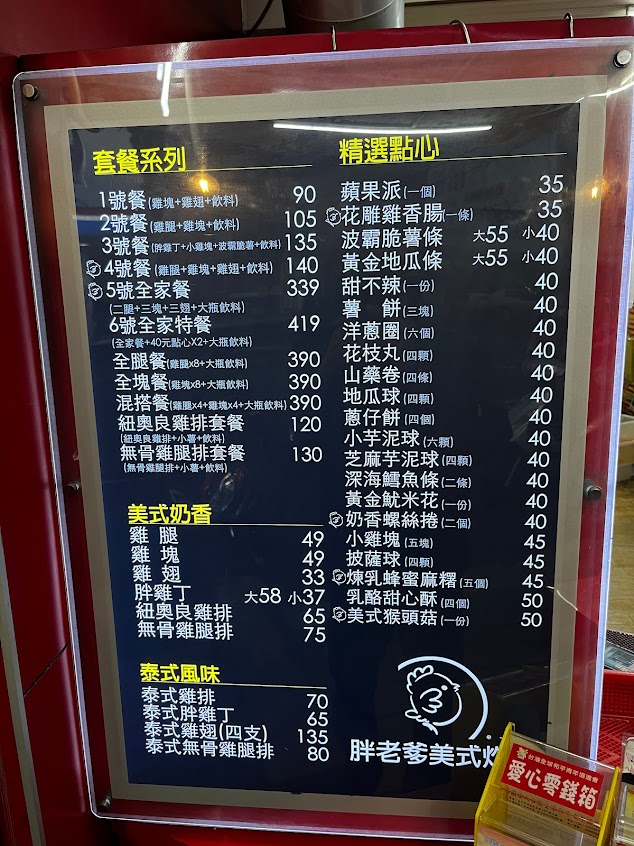 套餐系列
1號餐(雞塊+雞翅+飲料) 90
2號餐(雞腿+雞塊+飲料) 105
3號餐(胖雞丁+小雞塊+波霸脆薯+飲料) 135
4號餐(雞腿+雞塊+雞翅+飲料) 140
5號全家餐 339
(二腿+三塊+三翅+大瓶飲料)
6號全家特餐 419
(全家餐+40元點心X2+大瓶飲料)
全腿餐(雞腿x8+大瓶飲料) 390
全塊餐(雞塊x8+大瓶飲料) 390
混搭餐(雞腿x4+雞塊x4+大瓶飲料) 390
紐奧良雞排套餐 120
(紐奧良雞排+小薯+飲料)
無骨雞腿排套餐 130
(無骨雞腿排+小薯+飲料)
美式奶香
雞 腿 49
雞 塊 49
雞 翅 33
胖雞丁 大58 小37
紐奧良雞排 65
無骨雞腿排 75
泰式風味
泰式雞排 70
泰式胖雞丁 65
泰式雞翅(四支) 135
泰式無骨雞腿排 80
精選點心
蘋果派(一個) 35
花雕雞香腸(一條) 35
波霸脆薯條 大55 小40
黃金地瓜條 大55 小40
甜不辣(一份) 40
薯 餅(三塊) 40
洋蔥圈(六個) 40
花枝丸(四顆) 40
山藥卷(四條) 40
地瓜球(四顆) 40
蔥仔餅(四個) 40
小芋泥球(六顆) 40
芝麻芋泥球(四顆) 40
深海鱈魚條(二條) 40
黃金魷米花(一份) 40
奶香螺絲捲(二個) 40
小雞塊(五塊) 45
披薩球(四顆) 45
煉乳蜂蜜麻糬(五個) 45
乳酪甜心酥(四個) 50
美式猴頭菇(一份) 50
胖老爹美式炸
台灣全球和平青年協進會
愛心零錢箱